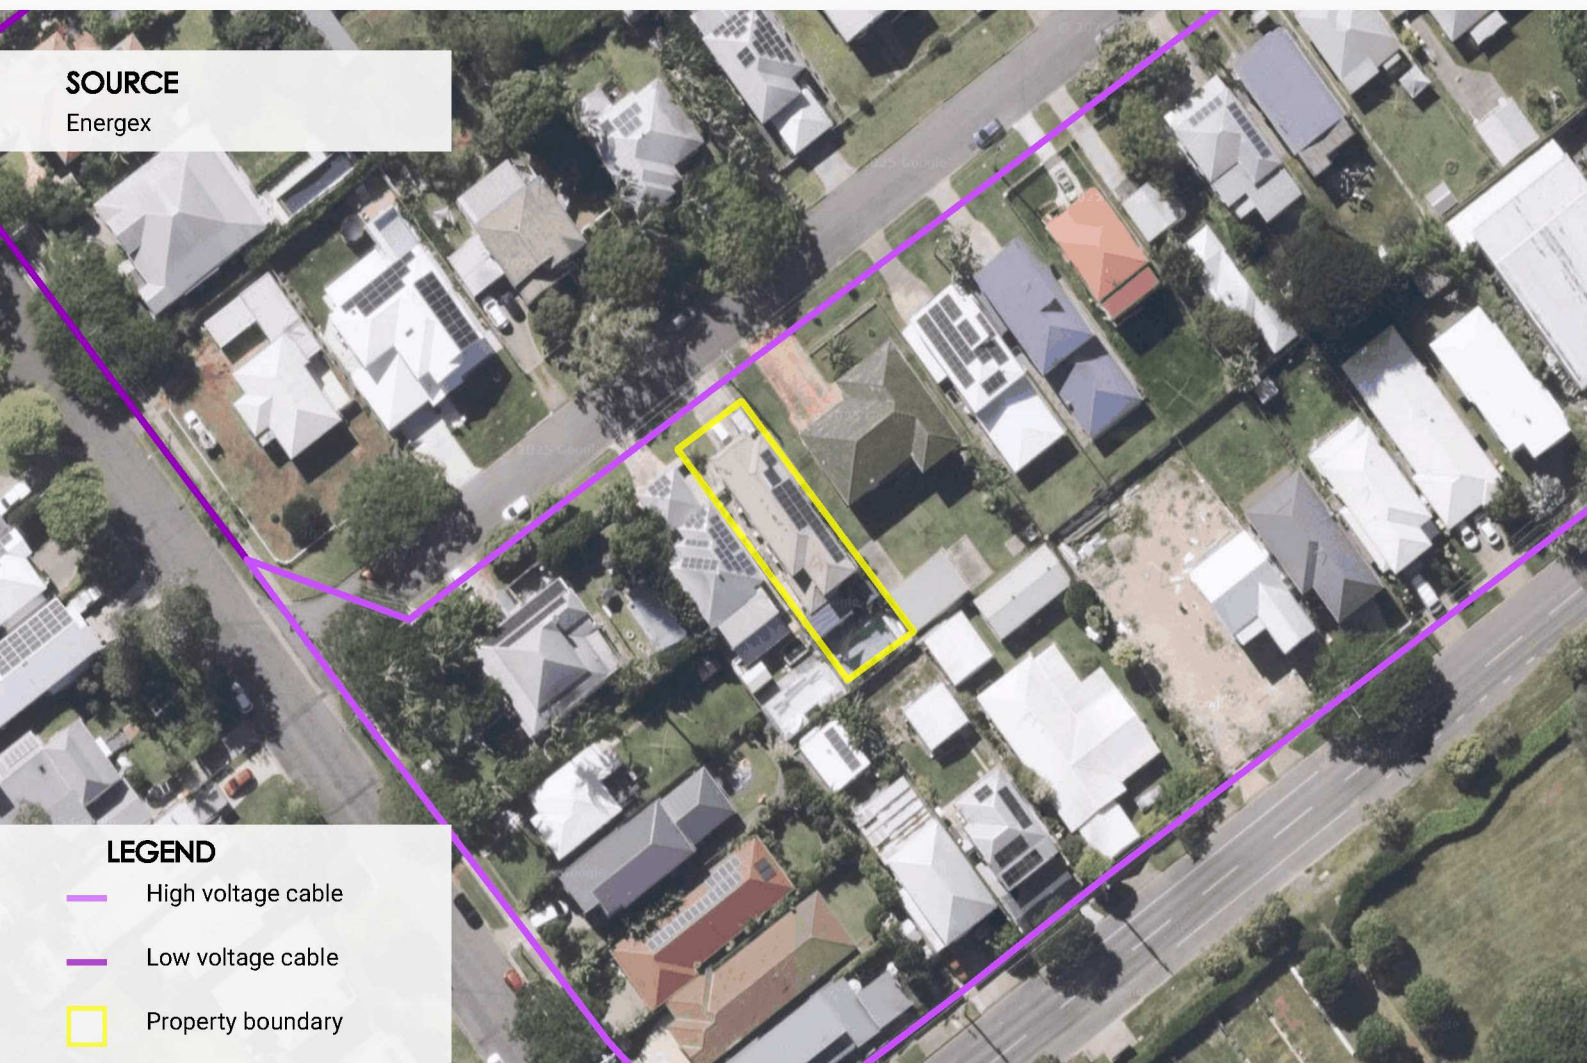 SOURCE
Energex
LEGEND
High voltage cable
Low voltage cable
Property boundary